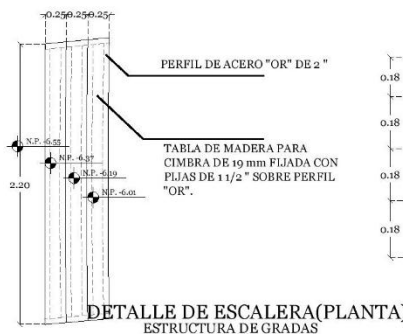 0.25 0.25 0.25
PERFIL DE ACERO "OR" DE 2 "
TABLA DE MADERA PARA
CIMBRA DE 19 mm FIJADA CON
PIJAS DE 1 1/2 " SOBRE PERFIL
"OR".
N.P. -6.55
N.P. -6.37
N.P. -6.19
N.P. -6.01
2.20
0.18
0.18
0.18
0.18
DETALLE DE ESCALERA(PLANTA)
ESTRUCTURA DE GRADAS